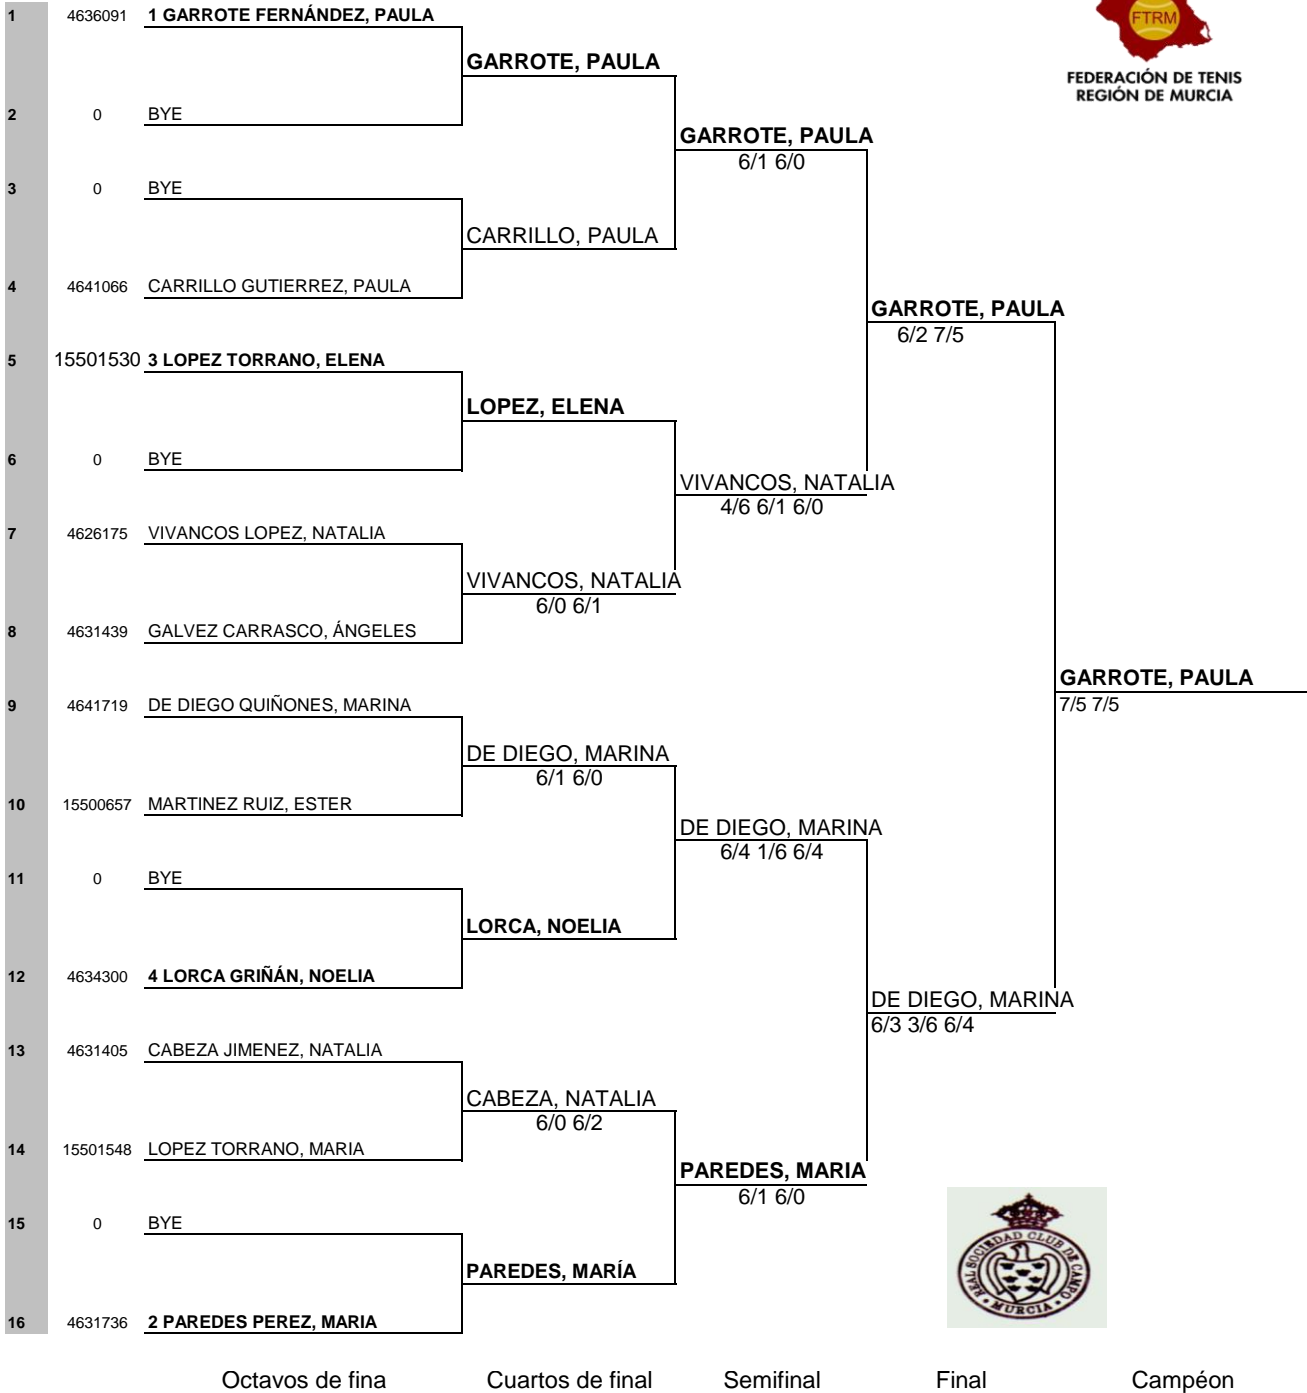 1 4636091 1 GARROTE FERNÁNDEZ, PAULA
FTRM
FEDERACIÓN DE TENIS
REGIÓN DE MURCIA
GARROTE, PAULA
2 0 BYE
GARROTE, PAULA
6/1 6/0
3 0 BYE
CARRILLO, PAULA
4 4641066 CARRILLO GUTIERREZ, PAULA
GARROTE, PAULA
6/2 7/5
5 15501530 3 LOPEZ TORRANO, ELENA
LOPEZ, ELENA
6 0 BYE
VIVANCOS, NATALIA
4/6 6/1 6/0
7 4626175 VIVANCOS LOPEZ, NATALIA
VIVANCOS, NATALIA
6/0 6/1
8 4631439 GALVEZ CARRASCO, ÁNGELES
GARROTE, PAULA
7/5 7/5
9 4641719 DE DIEGO QUIÑONES, MARINA
DE DIEGO, MARINA
6/1 6/0
10 15500657 MARTINEZ RUIZ, ESTER
DE DIEGO, MARINA
6/4 1/6 6/4
11 0 BYE
LORCA, NOELIA
12 4634300 4 LORCA GRIÑÁN, NOELIA
DE DIEGO, MARINA
6/3 3/6 6/4
13 4631405 CABEZA JIMENEZ, NATALIA
CABEZA, NATALIA
6/0 6/2
14 15501548 LOPEZ TORRANO, MARIA
PAREDES, MARIA
6/1 6/0
15 0 BYE
REAL SOCIEDAD CLUB DE CAMPO
MURCIA
PAREDES, MARÍA
16 4631736 2 PAREDES PEREZ, MARIA
Octavos de fina Cuartos de final Semifinal Final Campéon